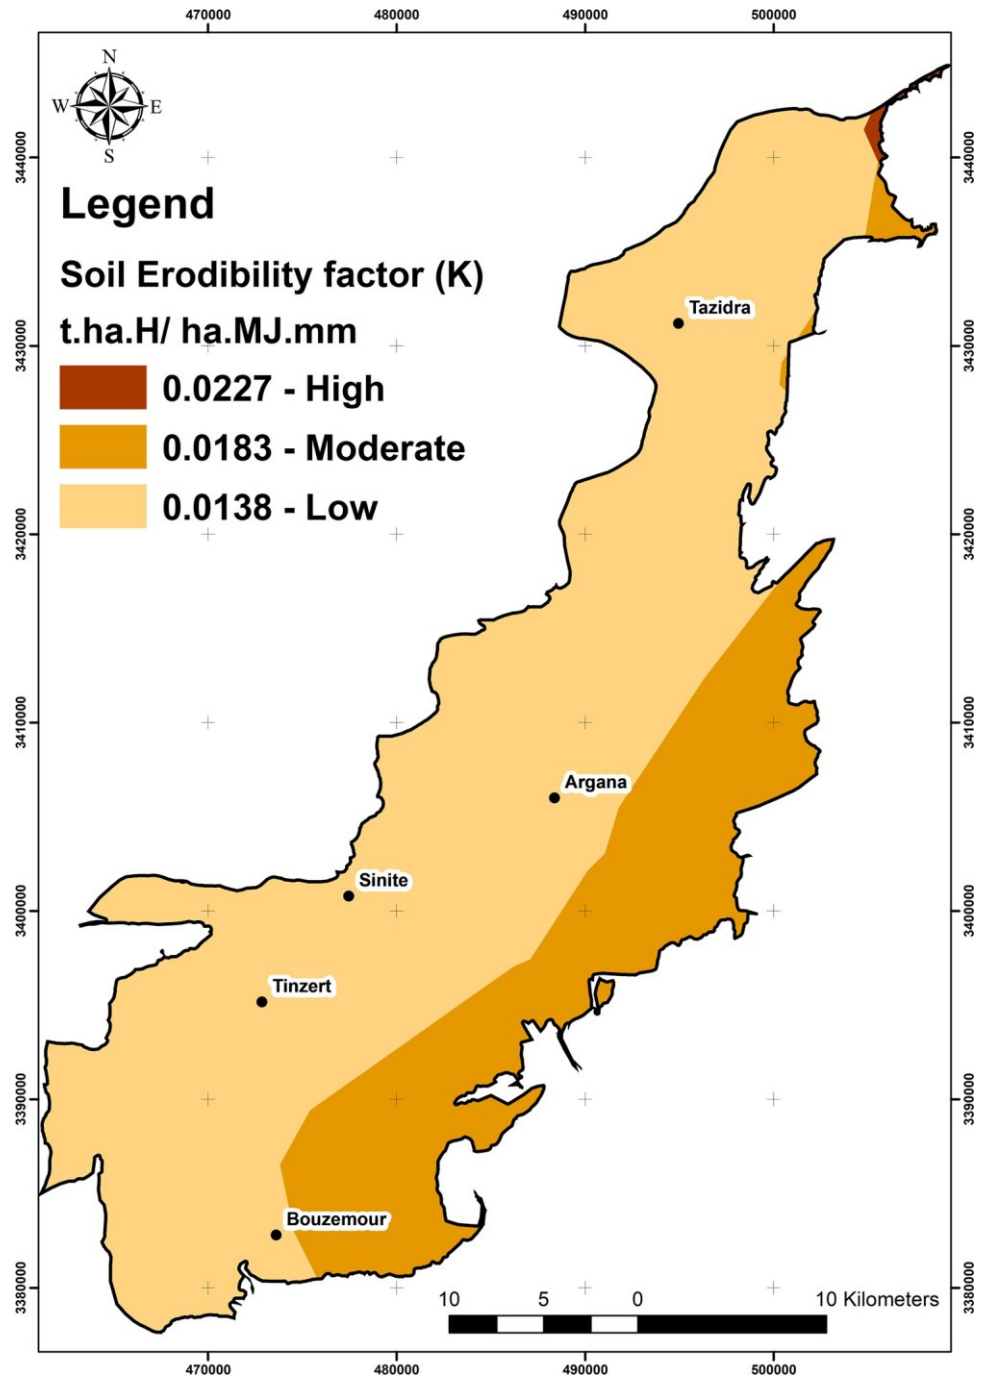 470000 480000 490000 500000
N
W E
S
3440000 3440000
Legend
Soil Erodibility factor (K)
t.ha.H/ ha.MJ.mm
Tazidra
3430000 3430000
0.0227 - High
0.0183 - Moderate
0.0138 - Low
3420000 3420000
3410000 3410000
Argana
Sinite
3400000 3400000
Tinzert
3390000 3390000
Bouzemour
3380000 3380000
10 5 0 10 Kilometers
470000 480000 490000 500000